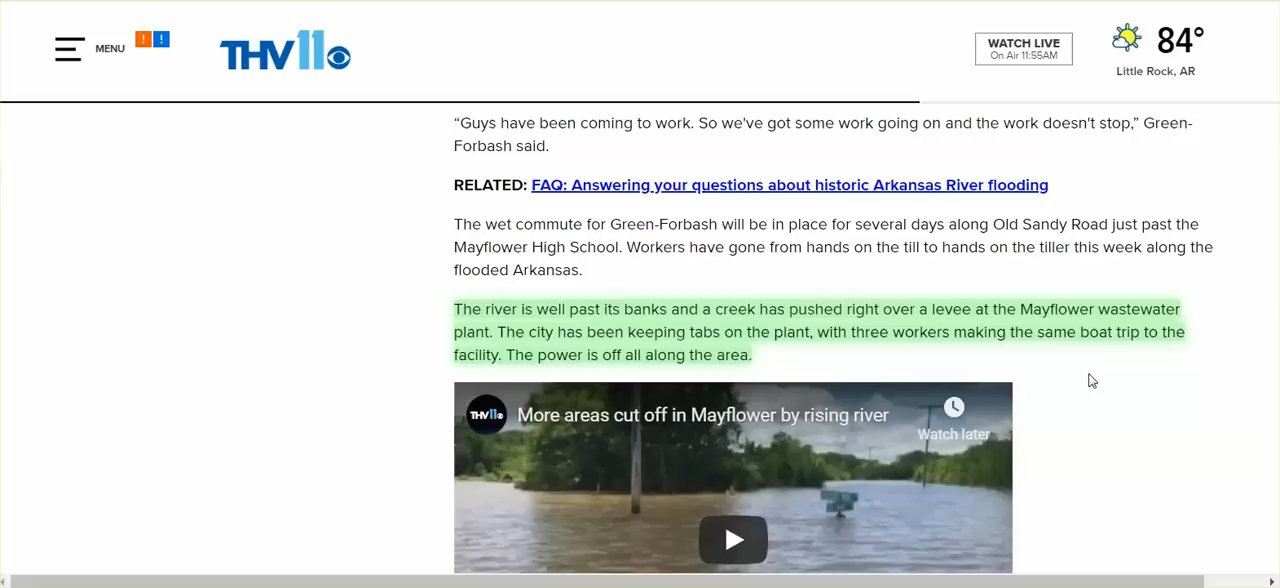 MENU
!
!
THV11
WATCH LIVE
On Air 11:55AM
84°
Little Rock, AR
“Guys have been coming to work. So we've got some work going on and the work doesn't stop,” Green-
Forbash said.
RELATED: FAQ: Answering your questions about historic Arkansas River flooding
The wet commute for Green-Forbash will be in place for several days along Old Sandy Road just past the
Mayflower High School. Workers have gone from hands on the till to hands on the tiller this week along the
flooded Arkansas.
The river is well past its banks and a creek has pushed right over a levee at the Mayflower wastewater
plant. The city has been keeping tabs on the plant, with three workers making the same boat trip to the
facility. The power is off all along the area.
THV11
More areas cut off in Mayflower by rising river
Watch later